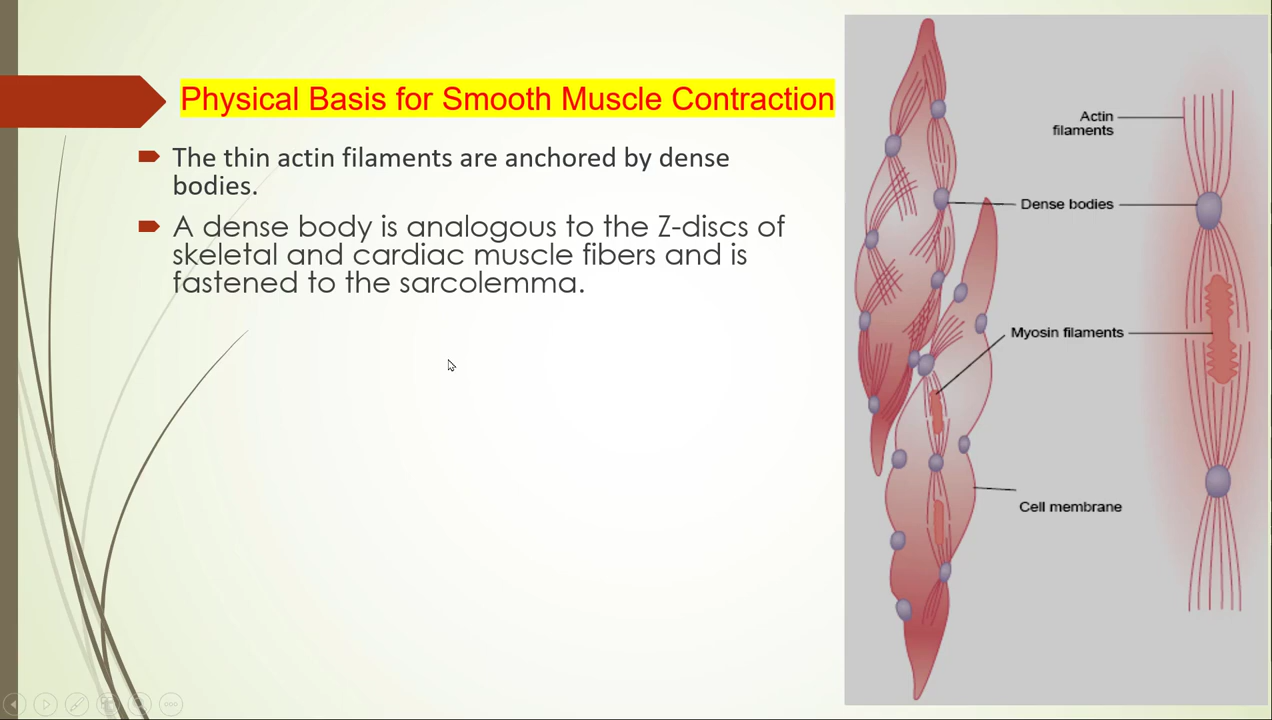 Physical Basis for Smooth Muscle Contraction
The thin actin filaments are anchored by dense
bodies.
A dense body is analogous to the Z-discs of
skeletal and cardiac muscle fibers and is
fastened to the sarcolemma.
Actin
filaments
Dense bodies
Myosin filaments
Cell membrane